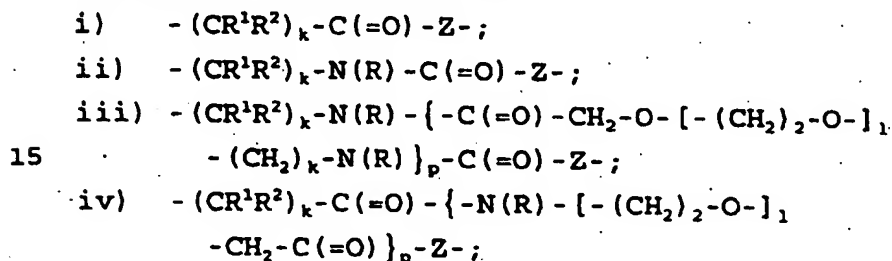 i) -(CR¹R²)ₖ-C(=O)-Z-;
ii) -(CR¹R²)ₖ-N(R)-C(=O)-Z-;
iii) -(CR¹R²)ₖ-N(R)-{-C(=O)-CH₂-O-[-(CH₂)₂-O-]ₗ
15 -(CH₂)ₖ-N(R)}ₚ-C(=O)-Z-;
iv) -(CR¹R²)ₖ-C(=O)-{-N(R)-[-(CH₂)₂-O-]ₗ
-CH₂-C(=O)}ₚ-Z-;